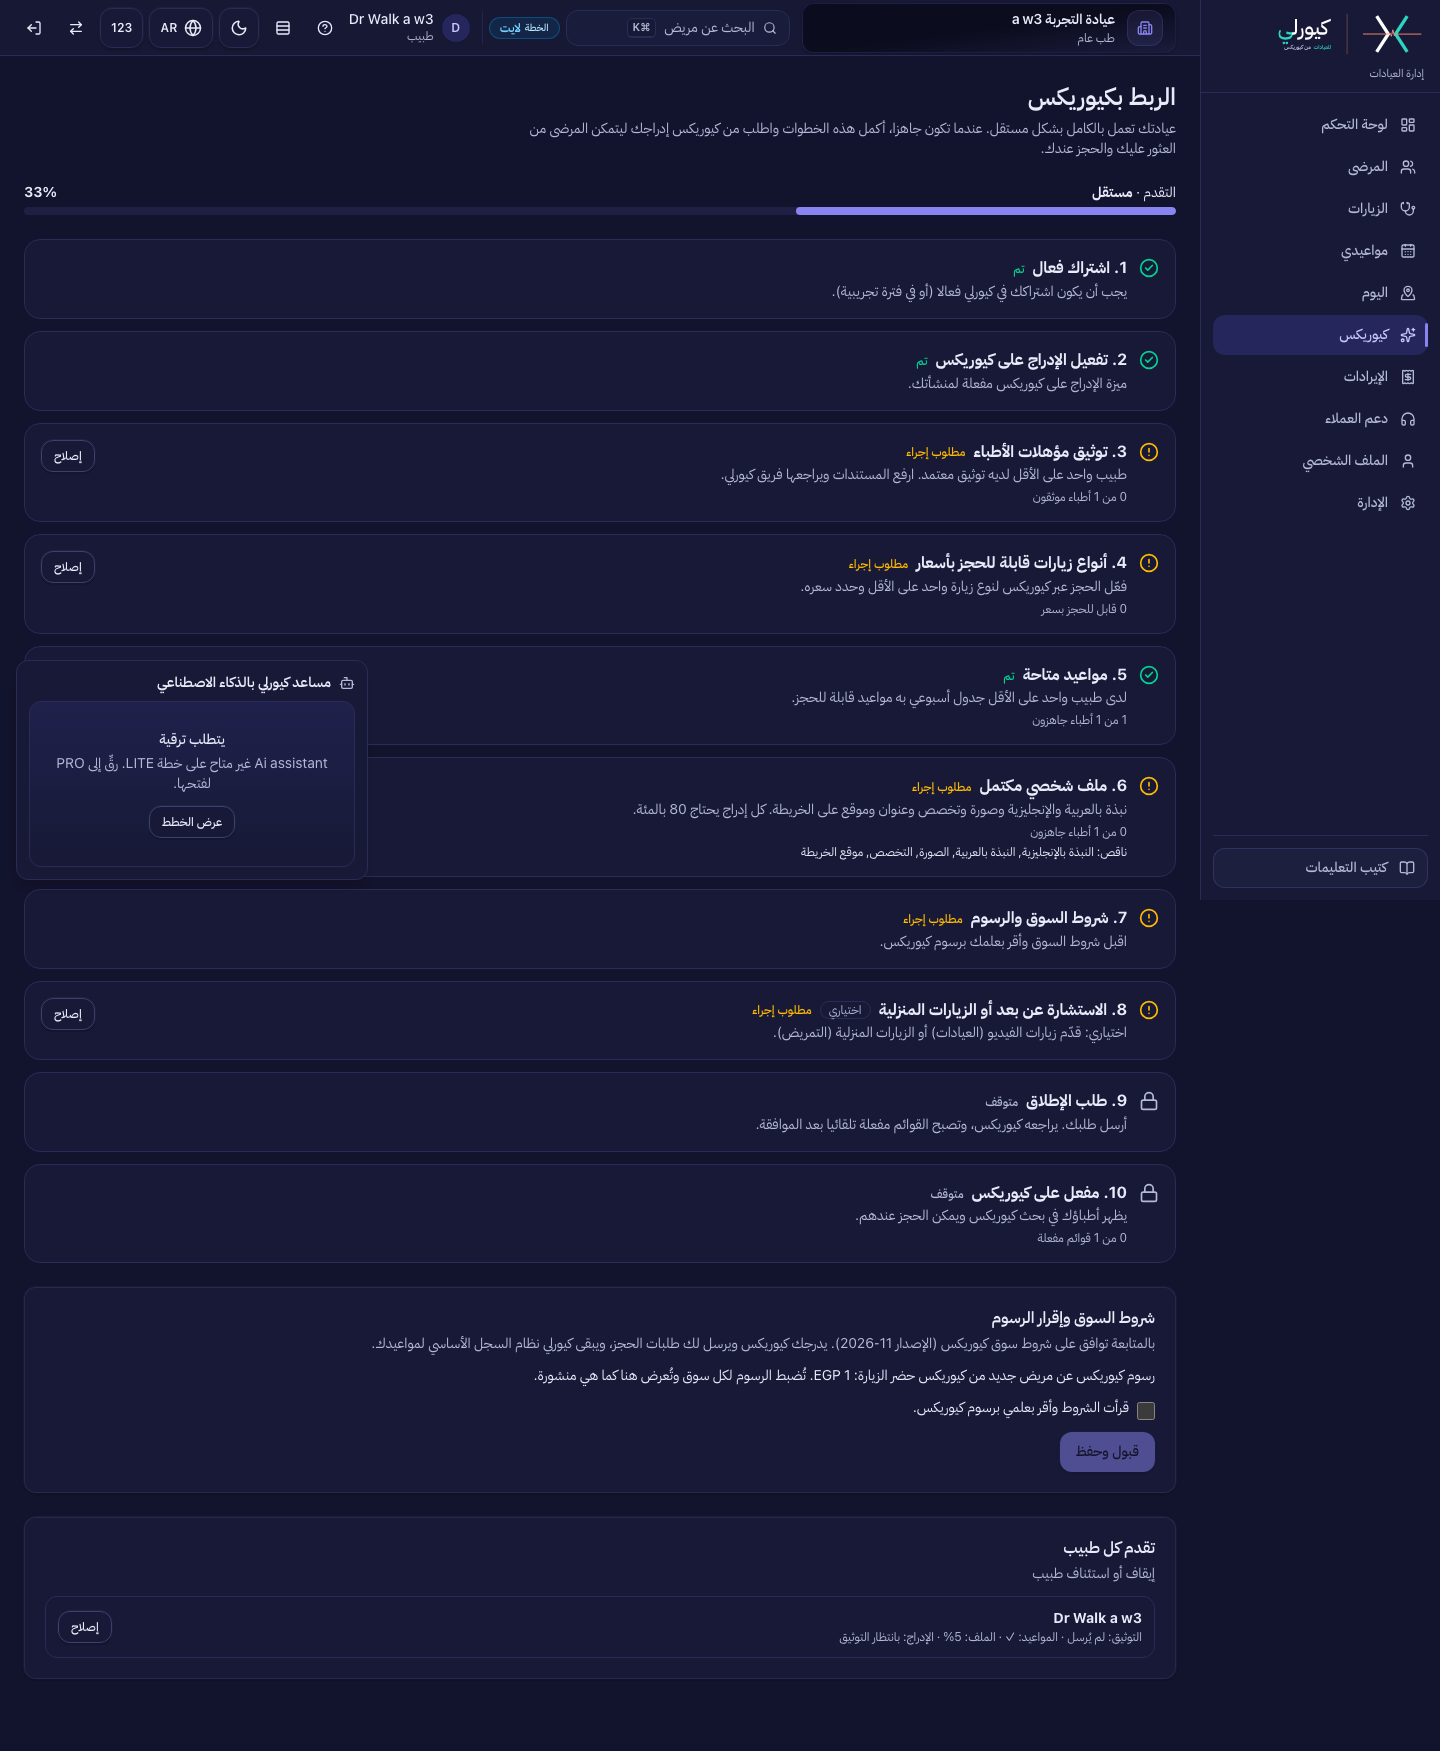 كيورلي
للعيادات من كيوريكس
إدارة العيادات
عيادة التجربة a w3
طب عام
البحث عن مريض
⌘K
الخطة لايت
D
Dr Walk a w3
طبيب
AR
123
لوحة التحكم
المرضى
الزيارات
مواعيدي
اليوم
كيوريكس
الإيرادات
دعم العملاء
الملف الشخصي
الإدارة
كتيب التعليمات
الربط بكيوريكس
عيادتك تعمل بالكامل بشكل مستقل. عندما تكون جاهزا، أكمل هذه الخطوات واطلب من كيوريكس إدراجك ليتمكن المرضى من
العثور عليك والحجز عندك.
التقدم · مستقل
33%
1. اشتراك فعال تم
يجب أن يكون اشتراكك في كيورلي فعالا (أو في فترة تجريبية).
2. تفعيل الإدراج على كيوريكس تم
ميزة الإدراج على كيوريكس مفعلة لمنشأتك.
3. توثيق مؤهلات الأطباء مطلوب إجراء
طبيب واحد على الأقل لديه توثيق معتمد. ارفع المستندات ويراجعها فريق كيورلي.
0 من 1 أطباء موثقون
إصلاح
4. أنواع زيارات قابلة للحجز بأسعار مطلوب إجراء
فعّل الحجز عبر كيوريكس لنوع زيارة واحد على الأقل وحدد سعره.
0 قابل للحجز بسعر
إصلاح
5. مواعيد متاحة تم
لدى طبيب واحد على الأقل جدول أسبوعي به مواعيد قابلة للحجز.
1 من 1 أطباء جاهزون
6. ملف شخصي مكتمل مطلوب إجراء
نبذة بالعربية والإنجليزية وصورة وتخصص وعنوان وموقع على الخريطة. كل إدراج يحتاج 80 بالمئة.
0 من 1 أطباء جاهزون
ناقص: النبذة بالإنجليزية, النبذة بالعربية, الصورة, التخصص, موقع الخريطة
مساعد كيورلي بالذكاء الاصطناعي
يتطلب ترقية
Ai assistant غير متاح على خطة LITE. رقِّ إلى PRO
لفتحها.
عرض الخطط
7. شروط السوق والرسوم مطلوب إجراء
اقبل شروط السوق وأقر بعلمك برسوم كيوريكس.
8. الاستشارة عن بعد أو الزيارات المنزلية اختياري مطلوب إجراء
اختياري: قدّم زيارات الفيديو (العيادات) أو الزيارات المنزلية (التمريض).
إصلاح
9. طلب الإطلاق متوقف
أرسل طلبك. يراجعه كيوريكس، وتصبح القوائم مفعلة تلقائيا بعد الموافقة.
10. مفعل على كيوريكس متوقف
يظهر أطباؤك في بحث كيوريكس ويمكن الحجز عندهم.
0 من 1 قوائم مفعلة
شروط السوق وإقرار الرسوم
بالمتابعة توافق على شروط سوق كيوريكس (الإصدار 11-2026). يدرجك كيوريكس ويرسل لك طلبات الحجز، ويبقى كيورلي نظام السجل الأساسي لمواعيدك.
رسوم كيوريكس عن مريض جديد من كيوريكس حضر الزيارة: EGP 1. تُضبط الرسوم لكل سوق وتُعرض هنا كما هي منشورة.
قرأت الشروط وأقر بعلمي برسوم كيوريكس.
قبول وحفظ
تقدم كل طبيب
إيقاف أو استئناف طبيب
Dr Walk a w3
التوثيق: لم يُرسل · المواعيد: ✓ · الملف: 5% · الإدراج: بانتظار التوثيق
إصلاح